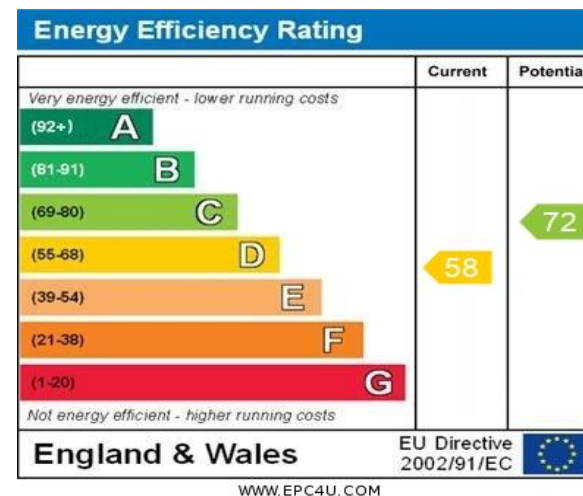 Energy Efficiency Rating
Current Potentia
Very energy efficient - lower running costs
(92+) A
(81-91) B
(69-80) C
72
(55-68) D
58
(39-54) E
(21-38) F
(1-20) G
Not energy efficient - higher running costs
England & Wales
EU Directive
2002/91/EC
WWW.EPC4U.COM